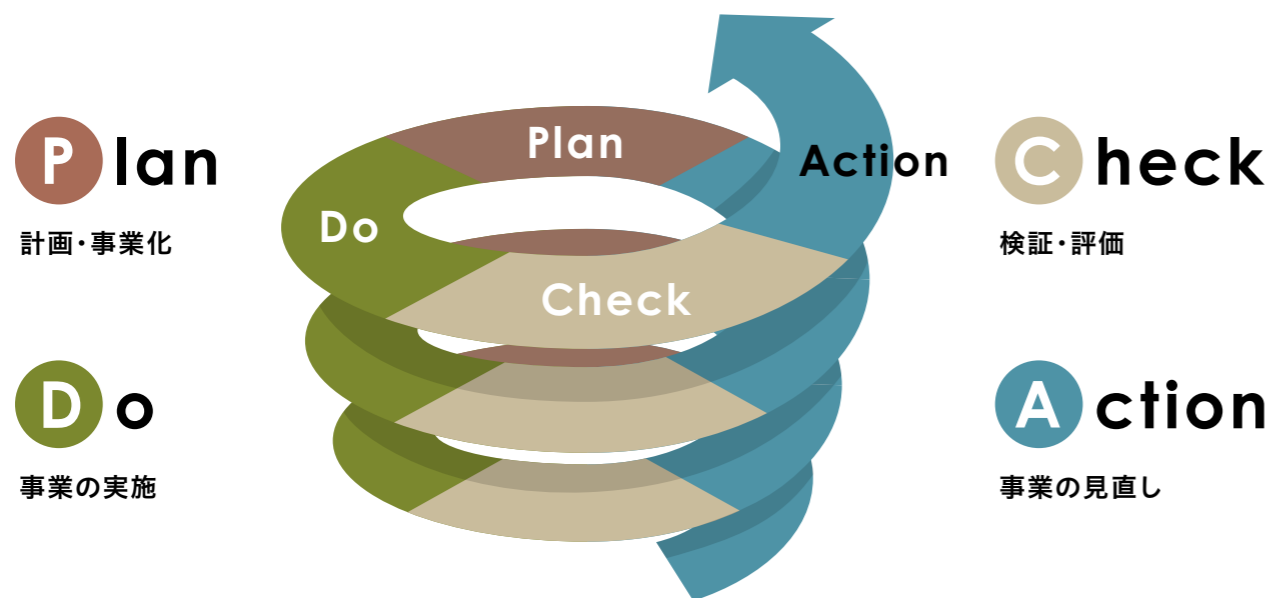 Plan
計画・事業化
Do
事業の実施
Plan
Do
Check
Action
Check
検証・評価
Action
事業の見直し